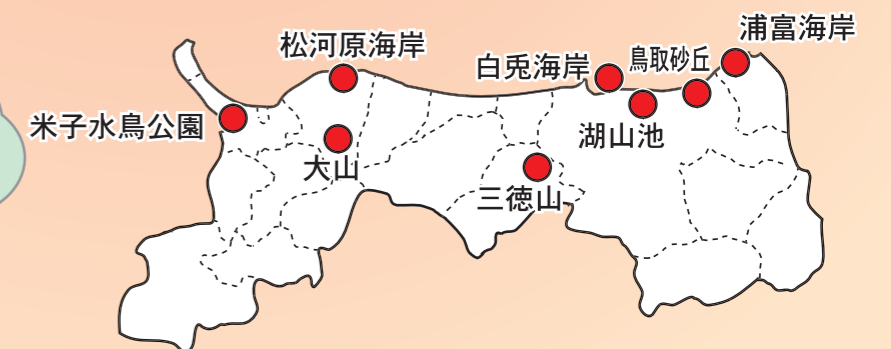 浦富海岸
松河原海岸
鳥取砂丘
白兎海岸
米子水鳥公園
湖山池
大山
三徳山